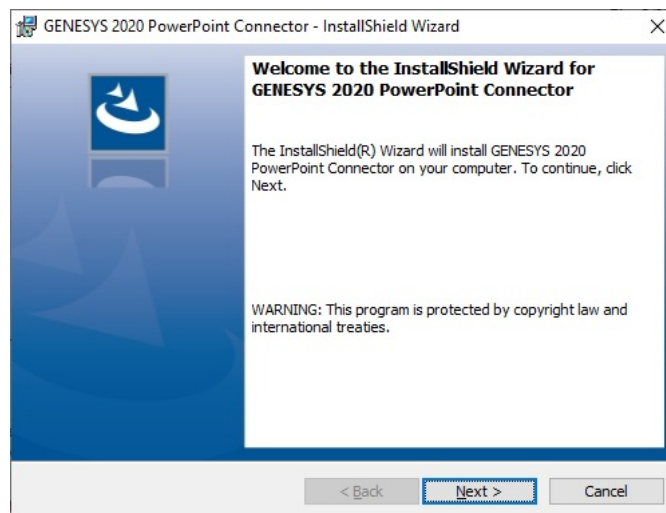 GENESYS 2020 PowerPoint Connector - InstallShield Wizard
Welcome to the InstallShield Wizard for
GENESYS 2020 PowerPoint Connector
The InstallShield(R) Wizard will install GENESYS 2020
PowerPoint Connector on your computer. To continue, click
Next.
WARNING: This program is protected by copyright law and
international treaties.
< Back Next > Cancel